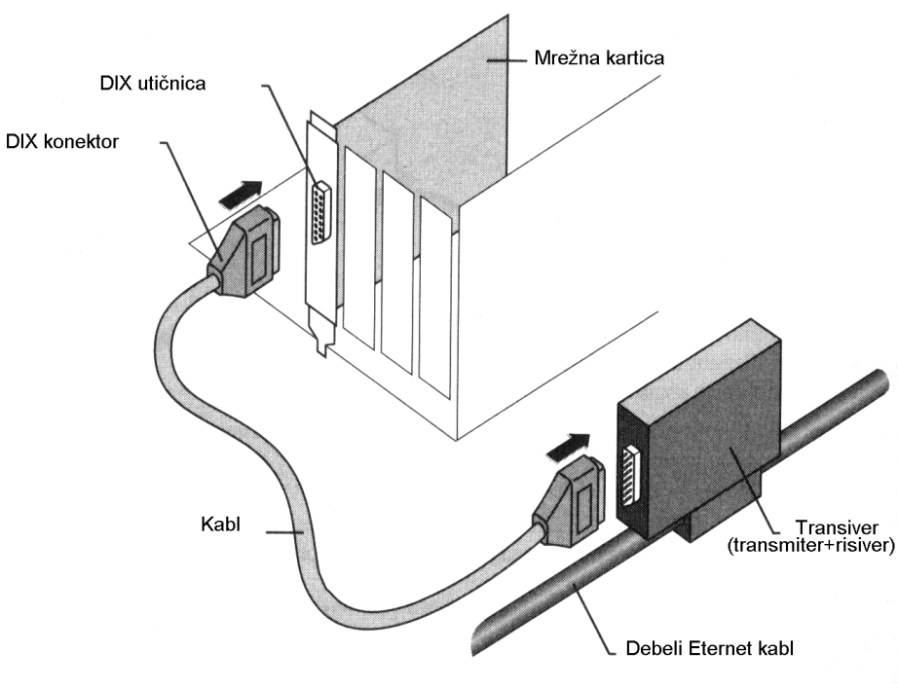 Mrežna kartica
DIX utičnica
DIX konektor
Kabl
Transiver
(transmiter+risiver)
Debeli Eternet kabl